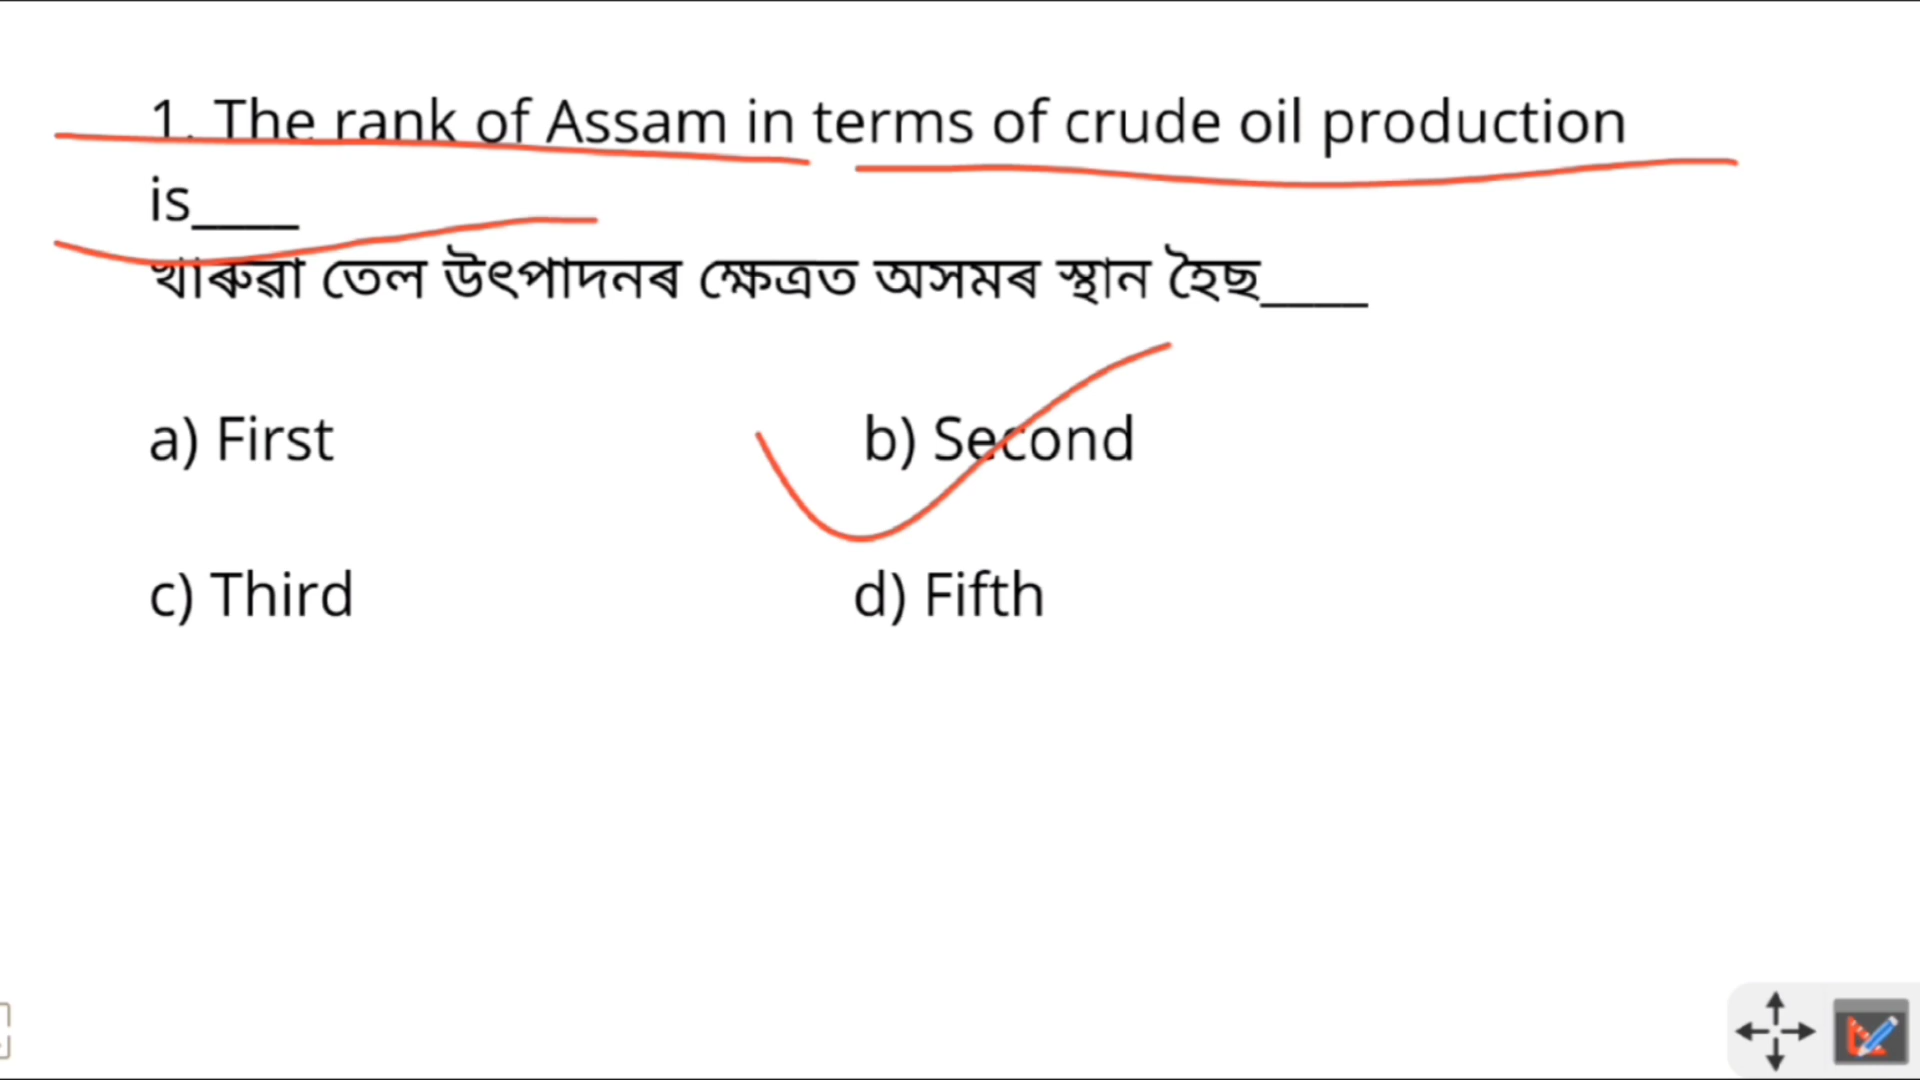 1. The rank of Assam in terms of crude oil production
is____
খাৰুৱা তেল উৎপাদনৰ ক্ষেত্ৰত অসমৰ স্থান হৈছ____
a) First b) Second
c) Third d) Fifth